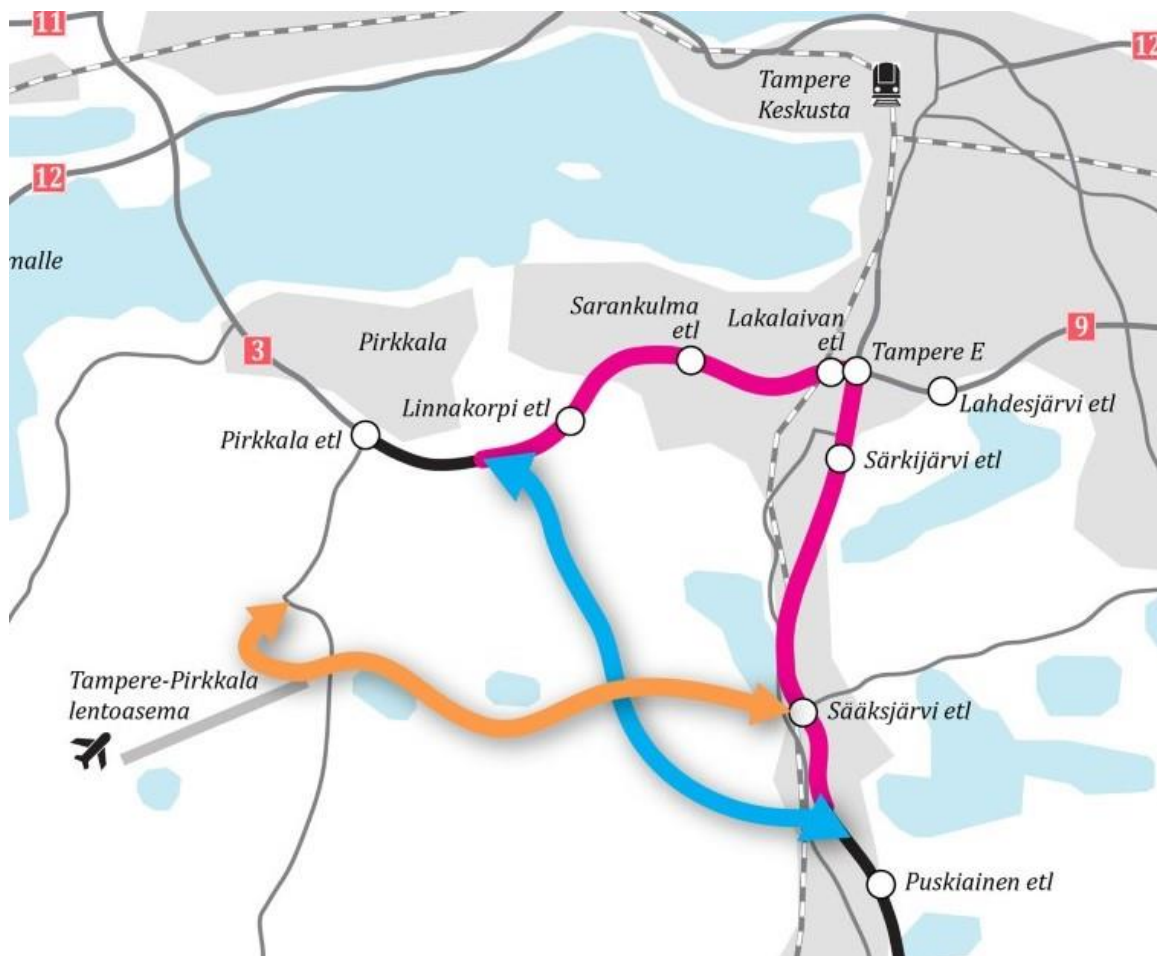 11
12
Tampere
Keskusta
12
malle
Sarankulma
etl
Lakalaivan
etl
9
3
Pirkkala
Tampere E
Linnakorpi etl
Lahdesjärvi etl
Pirkkala etl
Särkijärvi etl
Tampere-Pirkkala
lentoasema
Sääksjärvi etl
Puskiainen etl